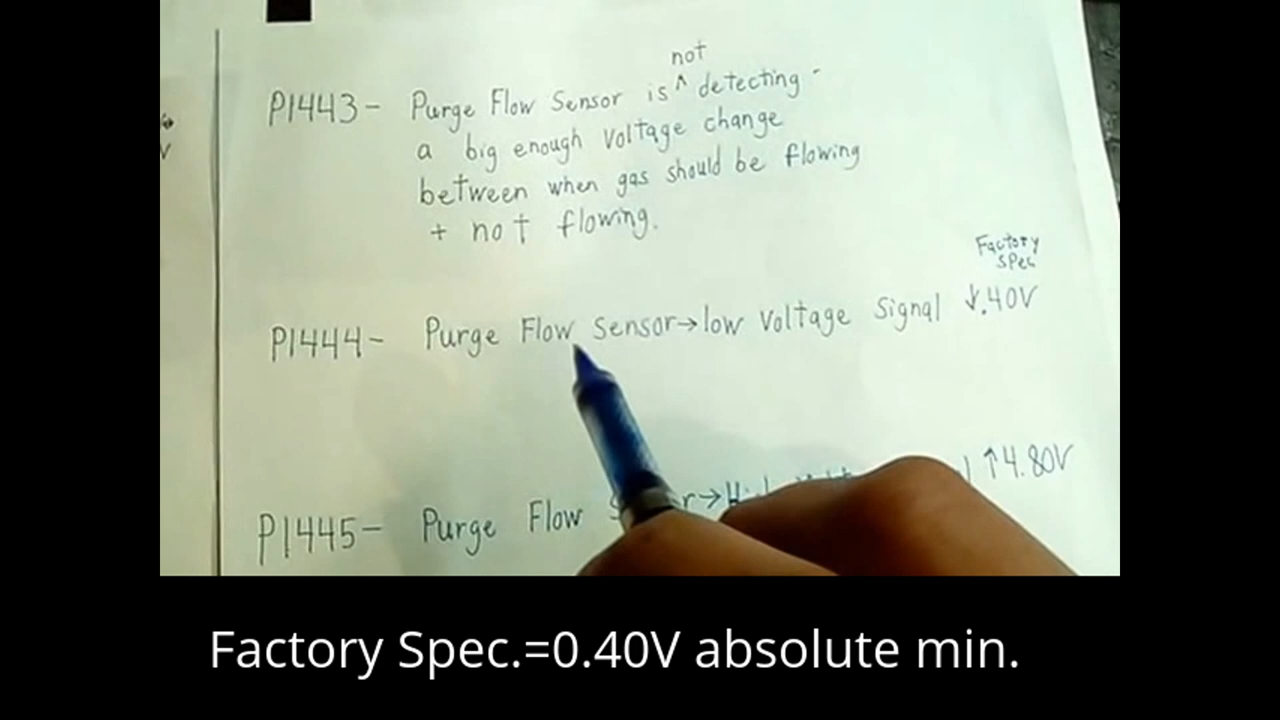 not
P1443- Purge Flow Sensor is ^ detecting -
a big enough voltage change
between when gas should be flowing
+ not flowing.
Factory
SPec
P1444- Purge Flow Sensor→low Voltage Signal ↓.40V
P1445- Purge Flow →Hi ↑4.80V
Factory Spec.=0.40V absolute min.